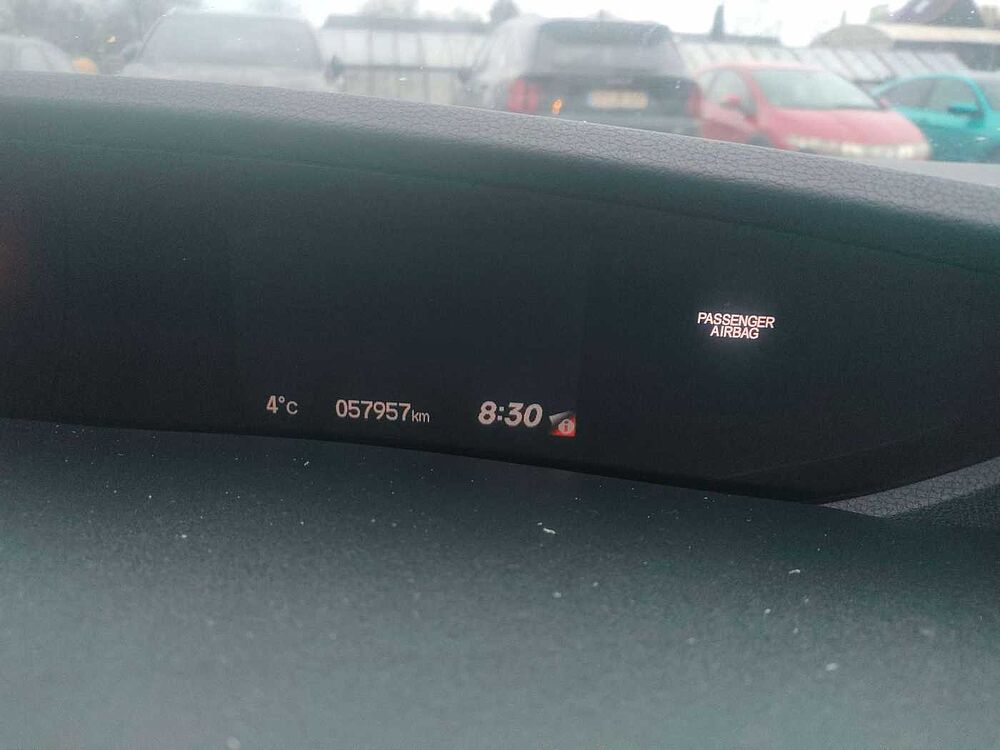 PASSENGER
AIRBAG
4°C 057957km 8:30
i